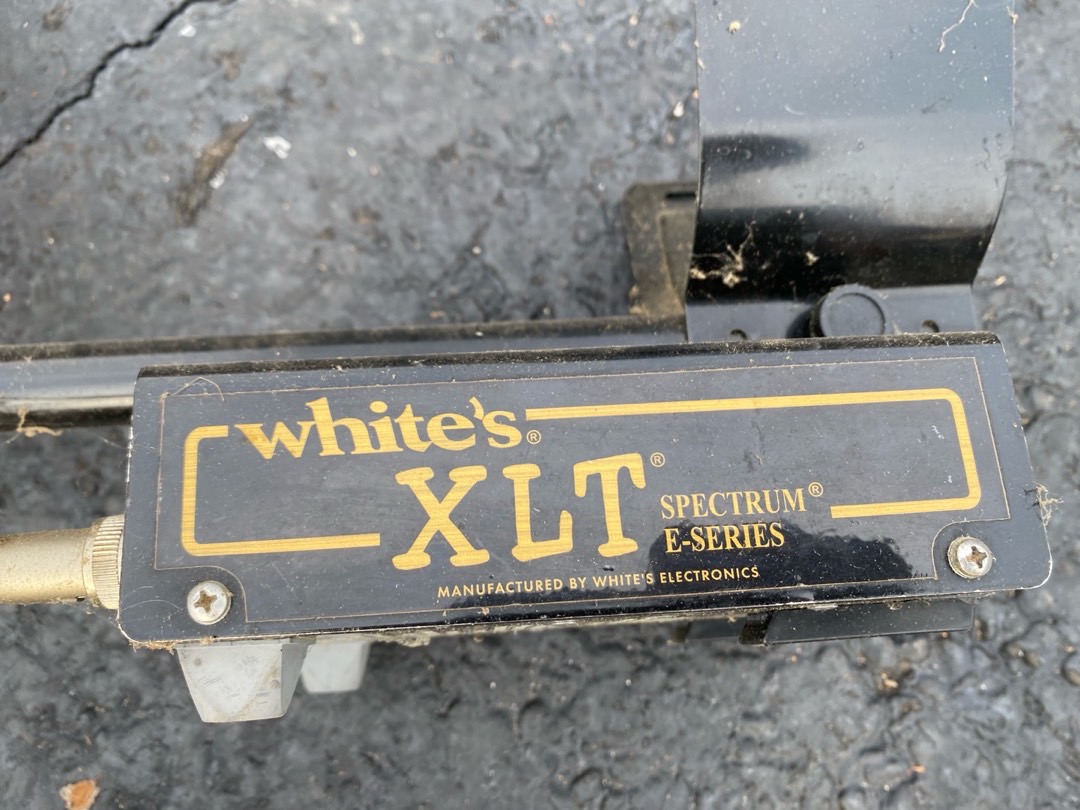 white's®
XLT®
SPECTRUM®
E-SERIES
MANUFACTURED BY WHITE'S ELECTRONICS